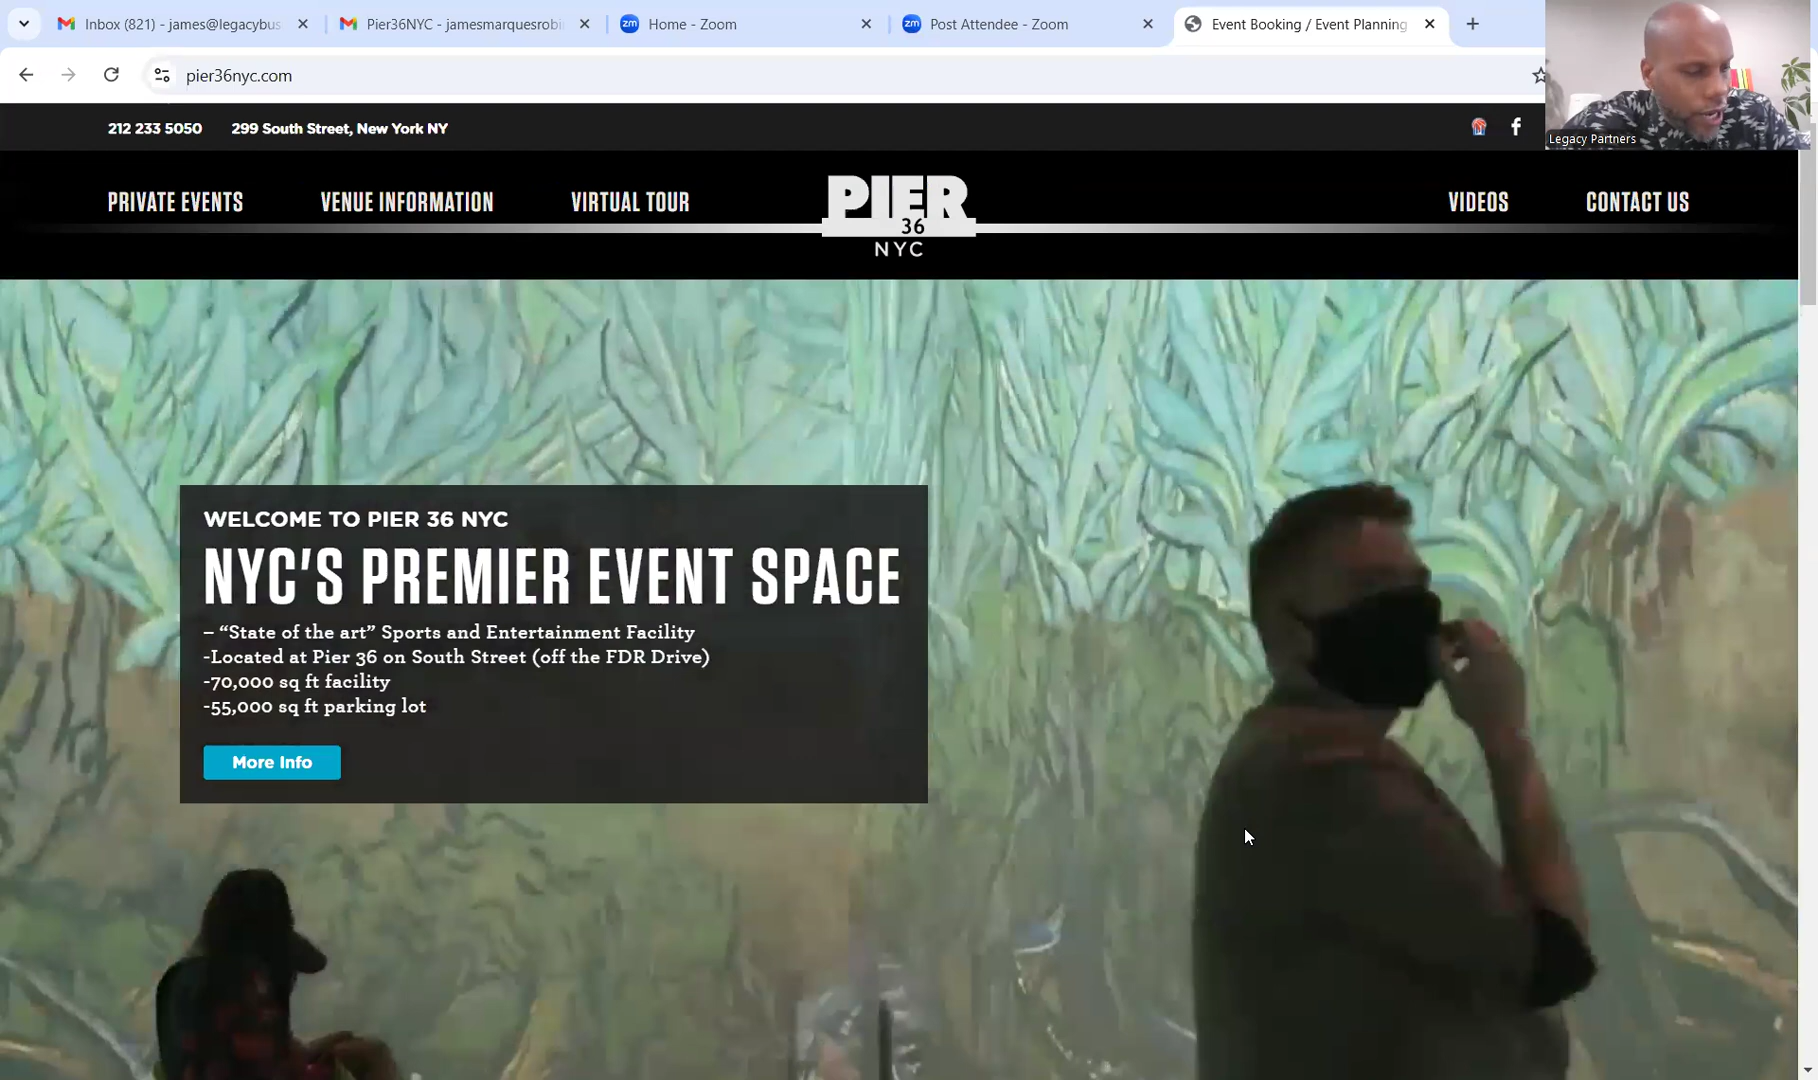 Inbox (821) - james@legacybus
Pier36NYC - jamesmarquesrobi
zm Home - Zoom
zm Post Attendee - Zoom
Event Booking / Event Planning
pier36nyc.com
212 233 5050 299 South Street, New York NY
f
Legacy Partners
PRIVATE EVENTS VENUE INFORMATION VIRTUAL TOUR
PIER
36
NYC
VIDEOS CONTACT US
WELCOME TO PIER 36 NYC
NYC'S PREMIER EVENT SPACE
– “State of the art” Sports and Entertainment Facility
-Located at Pier 36 on South Street (off the FDR Drive)
-70,000 sq ft facility
-55,000 sq ft parking lot
More Info